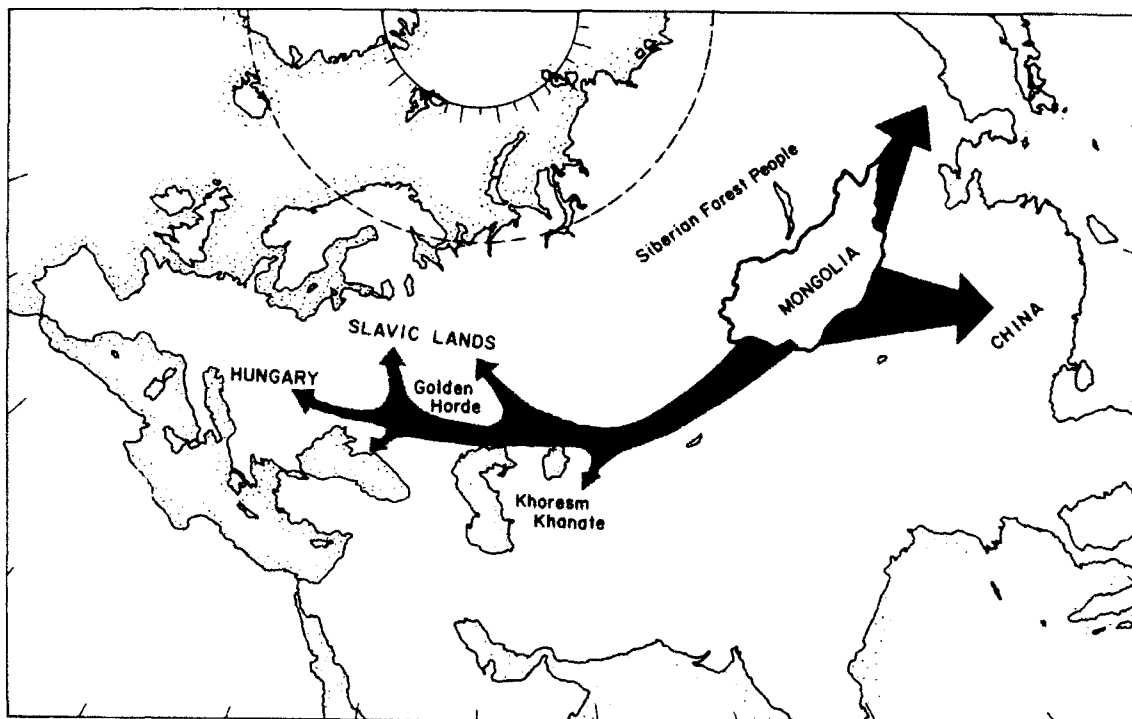 Siberian Forest People
MONGOLIA
CHINA
SLAVIC LANDS
HUNGARY
Golden
Horde
Khoresm
Khanate